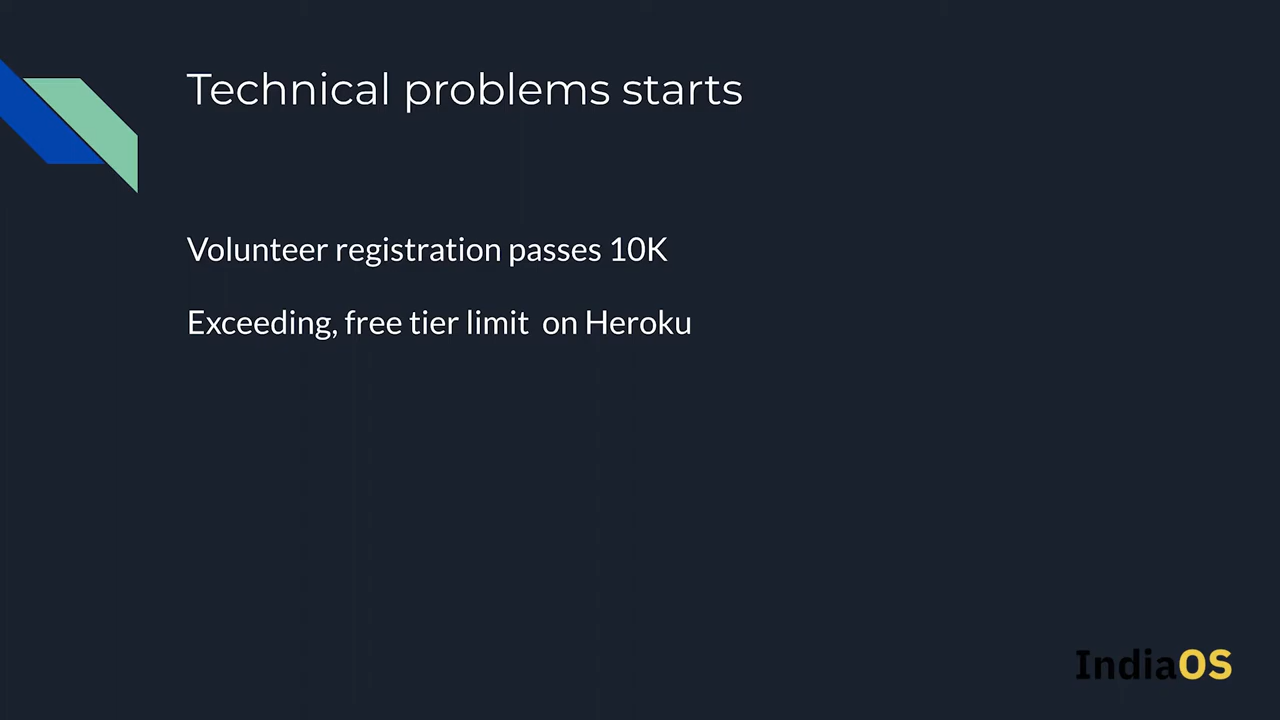 Technical problems starts
Volunteer registration passes 10K
Exceeding, free tier limit  on Heroku
IndiaOS